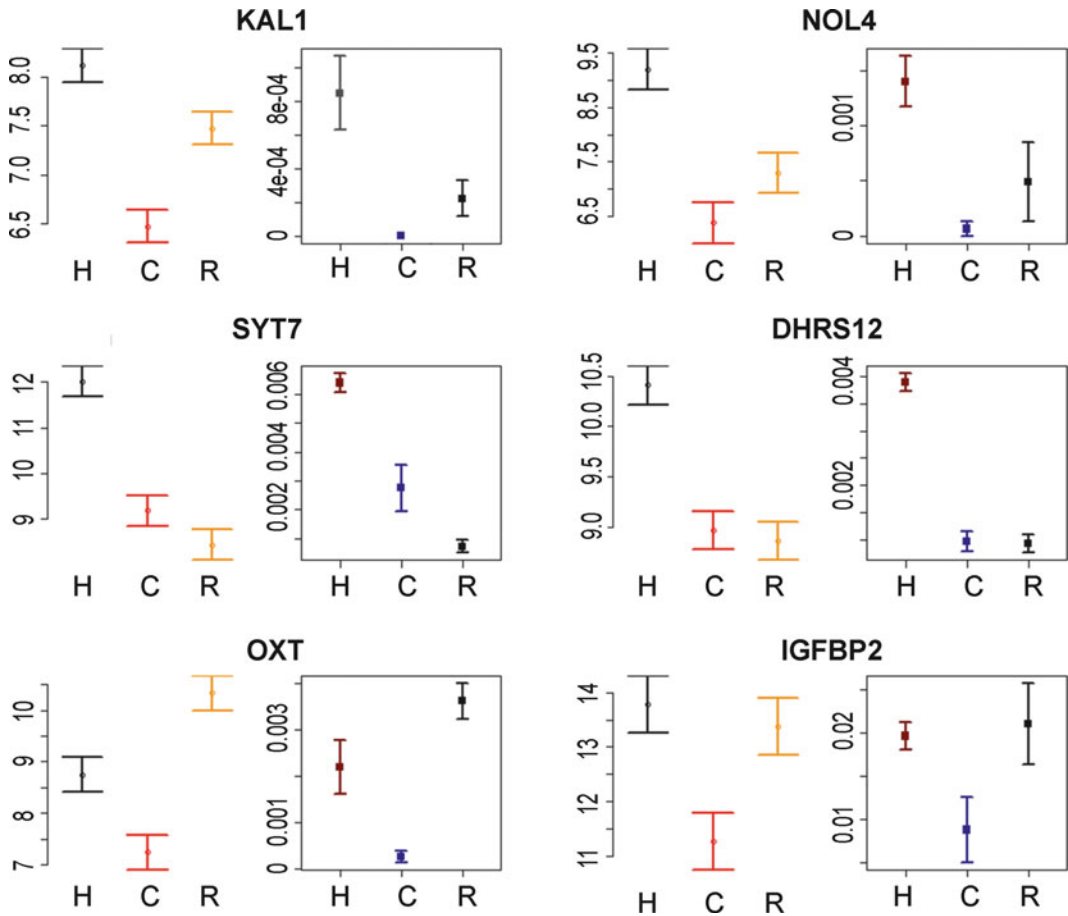 KAL1
6.5 7.0 7.5 8.0
0 4e-04 8e-04
H C R H C R
NOL4
6.5 7.5 8.5 9.5
0 0.001
H C R H C R
SYT7
9 10 11 12
0.002 0.004 0.006
H C R H C R
DHRS12
9.0 9.5 10.0 10.5
0.002 0.004
H C R H C R
OXT
7 8 9 10
0 0.001 0.003
H C R H C R
IGFBP2
11 12 13 14
0.01 0.02
H C R H C R